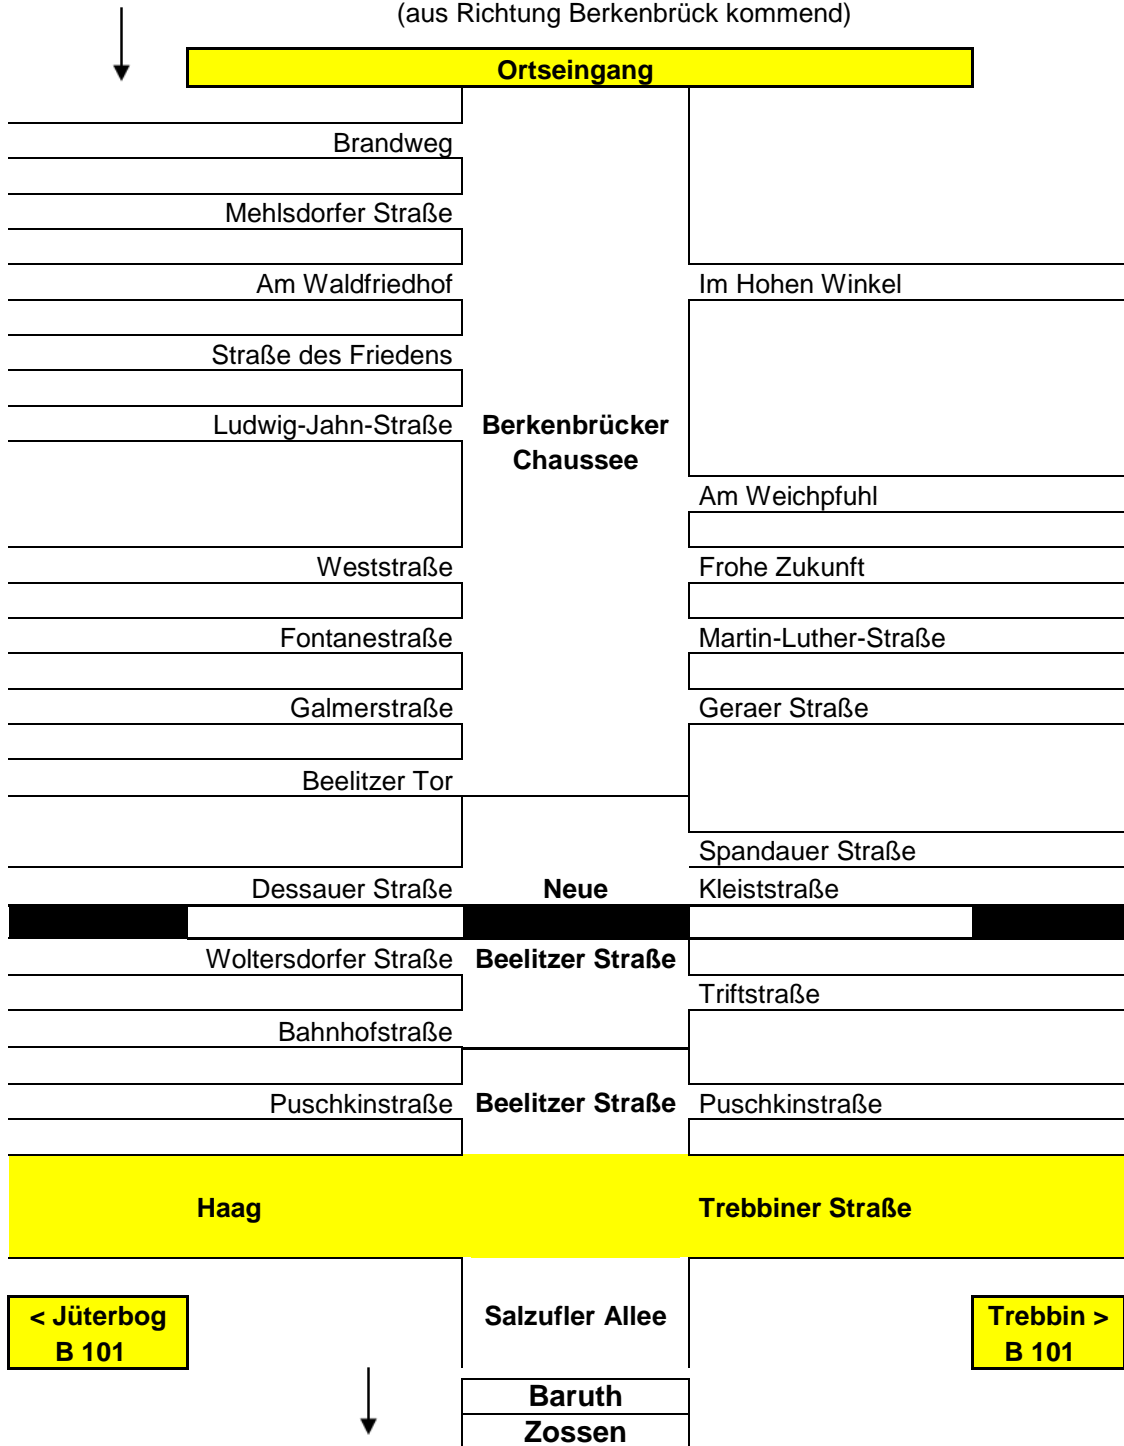 (aus Richtung Berkenbrück kommend)
Ortseingang
Brandweg
Mehlsdorfer Straße
Am Waldfriedhof
Im Hohen Winkel
Straße des Friedens
Ludwig-Jahn-Straße
Berkenbrücker
Chaussee
Am Weichpfuhl
Weststraße
Frohe Zukunft
Fontanestraße
Martin-Luther-Straße
Galmerstraße
Geraer Straße
Beelitzer Tor
Spandauer Straße
Dessauer Straße
Neue
Kleiststraße
Woltersdorfer Straße
Beelitzer Straße
Triftstraße
Bahnhofstraße
Puschkinstraße
Beelitzer Straße
Puschkinstraße
Haag
Trebbiner Straße
< Jüterbog
B 101
Salzufler Allee
Trebbin >
B 101
Baruth
Zossen